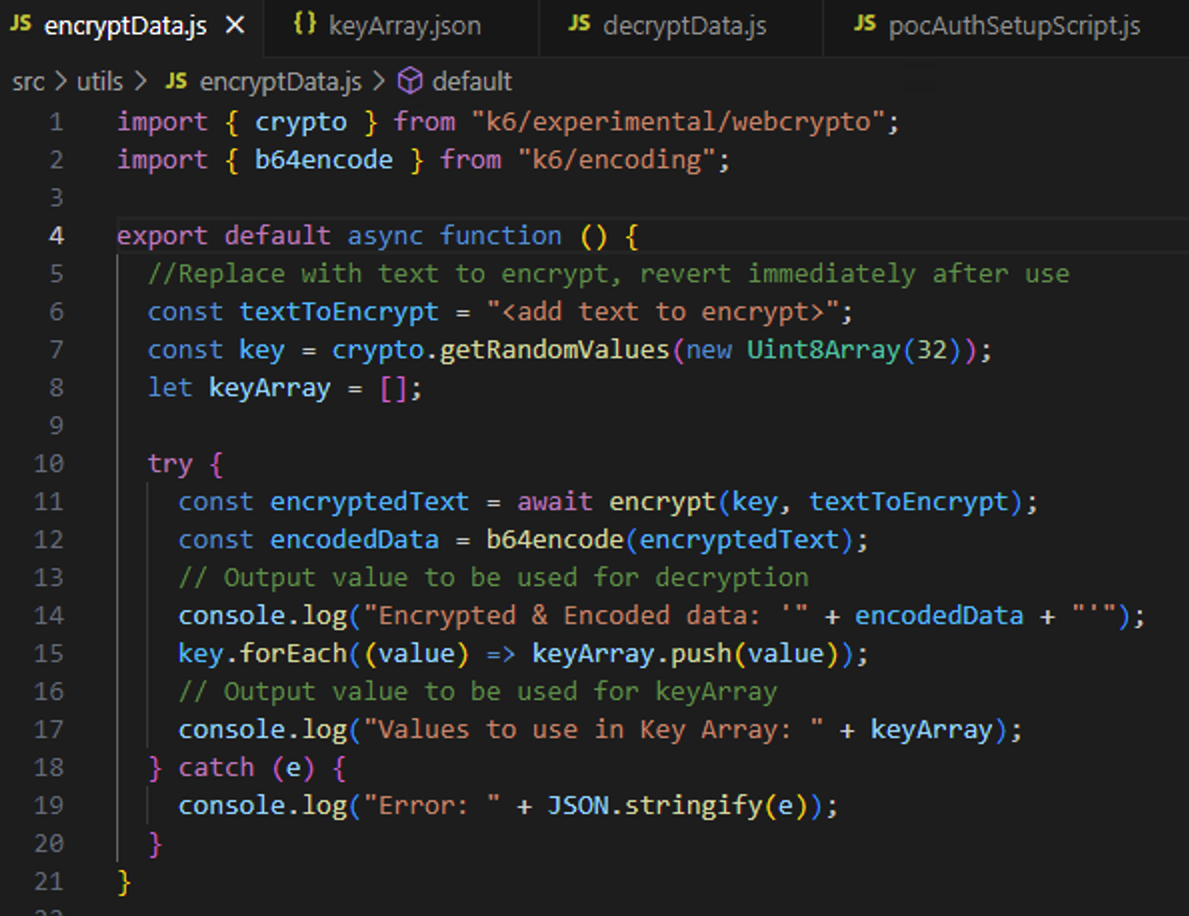 JS encryptData.js × {} keyArray.json JS decryptData.js JS pocAuthSetupScript.js
src > utils > JS encryptData.js > default
1 import { crypto } from "k6/experimental/webcrypto";
2 import { b64encode } from "k6/encoding";
3
4 export default async function () {
5 //Replace with text to encrypt, revert immediately after use
6 const textToEncrypt = "<add text to encrypt>";
7 const key = crypto.getRandomValues(new Uint8Array(32));
8 let keyArray = [];
9
10 try {
11 const encryptedText = await encrypt(key, textToEncrypt);
12 const encodedData = b64encode(encryptedText);
13 // Output value to be used for decryption
14 console.log("Encrypted & Encoded data: '" + encodedData + "'");
15 key.forEach((value) => keyArray.push(value));
16 // Output value to be used for keyArray
17 console.log("Values to use in Key Array: " + keyArray);
18 } catch (e) {
19 console.log("Error: " + JSON.stringify(e));
20 }
21 }